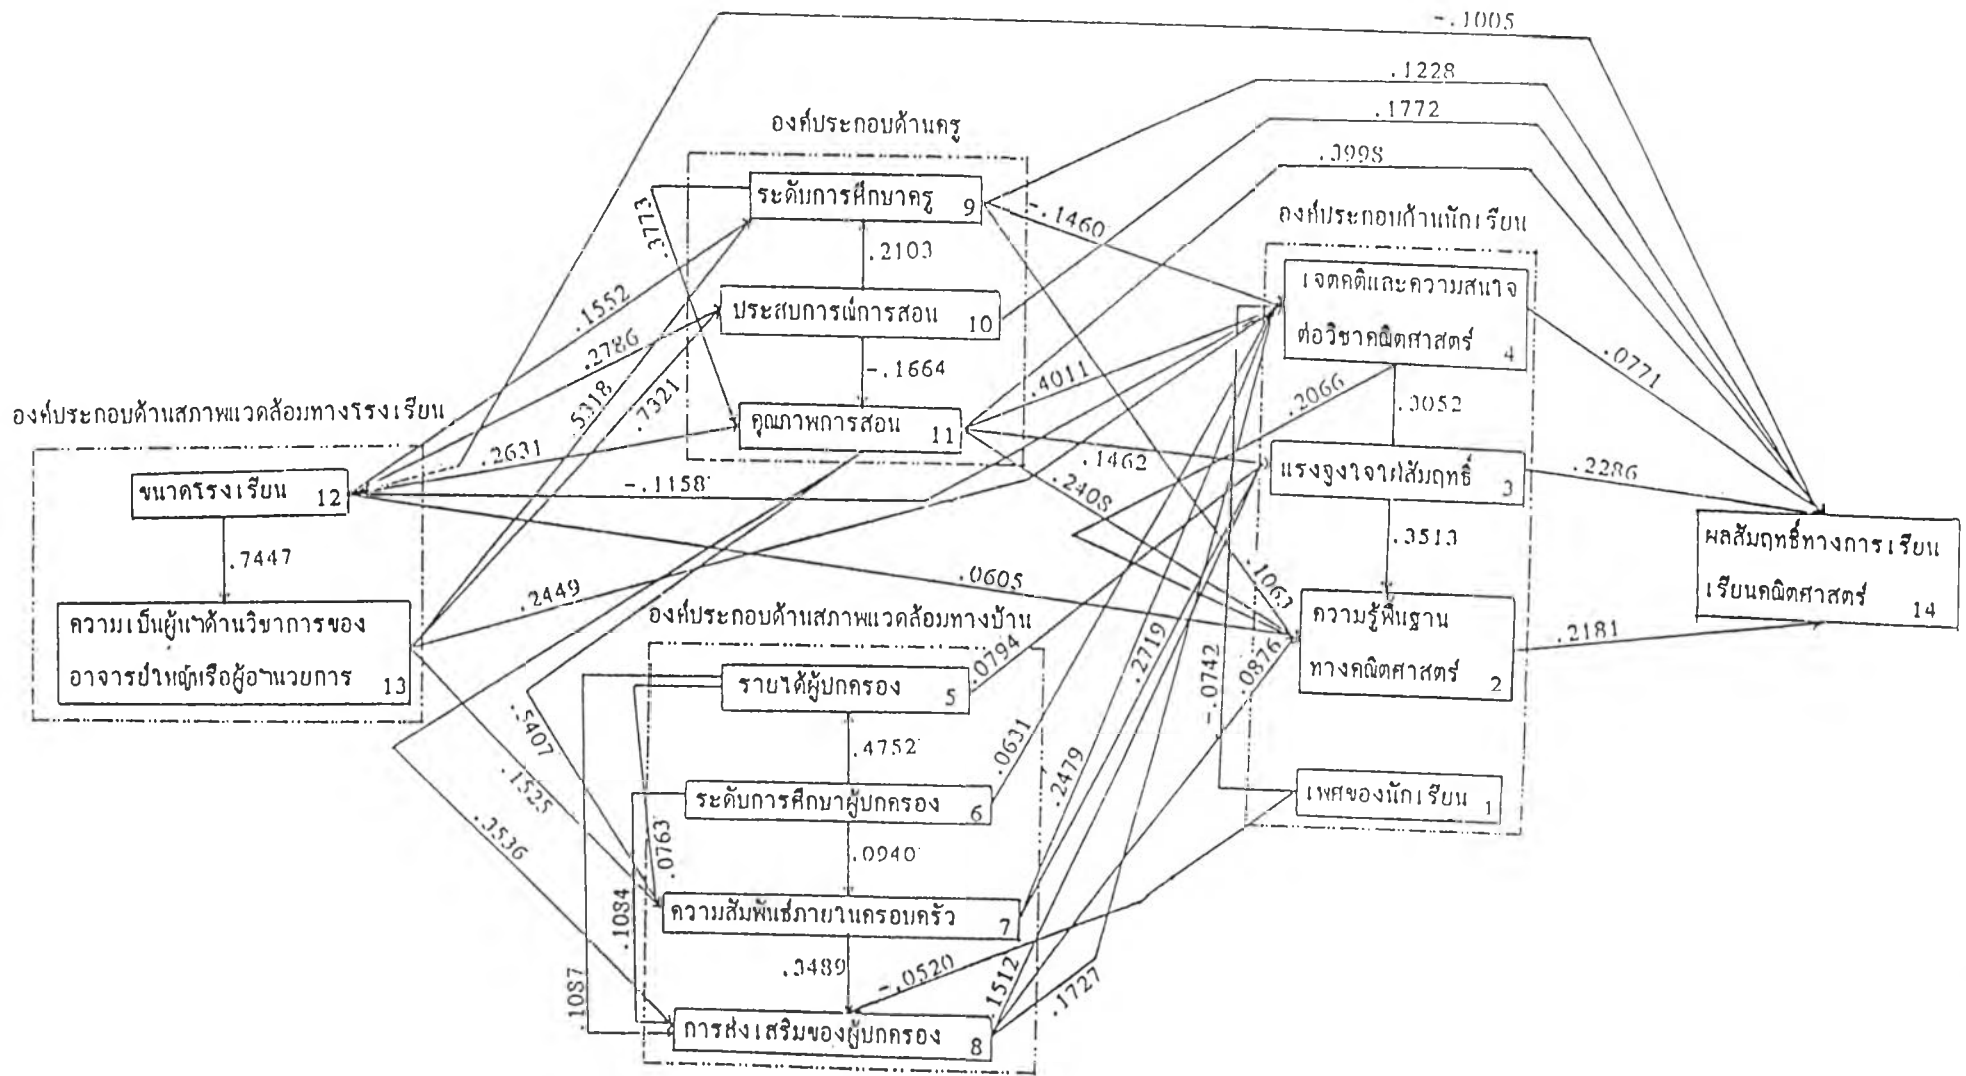 -.1005
.1228
.1772
.3998
องค์ประกอบด้านครู
ระดับการศึกษาครู 9
.3773
.2103
-.1460
องค์ประกอบด้านนักเรียน
เจตคติและความสนใจ
ต่อวิชาคณิตศาสตร์ 4
ประสบการณ์การสอน 10
.1552
.2786
-.1664
.4011
.2066
.3052
.0771
.5318
.7321
องค์ประกอบด้านสภาพแวดล้อมทางโรงเรียน
คุณภาพการสอน 11
.2631
.1462
แรงจูงใจใฝ่สัมฤทธิ์ 3
.2286
ขนาดโรงเรียน 12
-.1158
.2408
.7447
.3513
ผลสัมฤทธิ์ทางการเรียน
เรียนคณิตศาสตร์ 14
.0605
.1063
.2449
ความเป็นผู้นำด้านวิชาการของ
อาจารย์ใหญ่หรือผู้อำนวยการ 13
องค์ประกอบด้านสภาพแวดล้อมทางบ้าน
ความรู้พื้นฐาน
ทางคณิตศาสตร์ 2
.2181
.0794
.2719
.0876
-.0742
รายได้ผู้ปกครอง 5
.5407
.4752
.0631
.1525
.2479
ระดับการศึกษาผู้ปกครอง 6
เพศของนักเรียน 1
.3536
.0763
.0940
.1084
ความสัมพันธ์ภายในครอบครัว 7
.1087
.3489
-.0520
.1512
.1727
การส่งเสริมของผู้ปกครอง 8